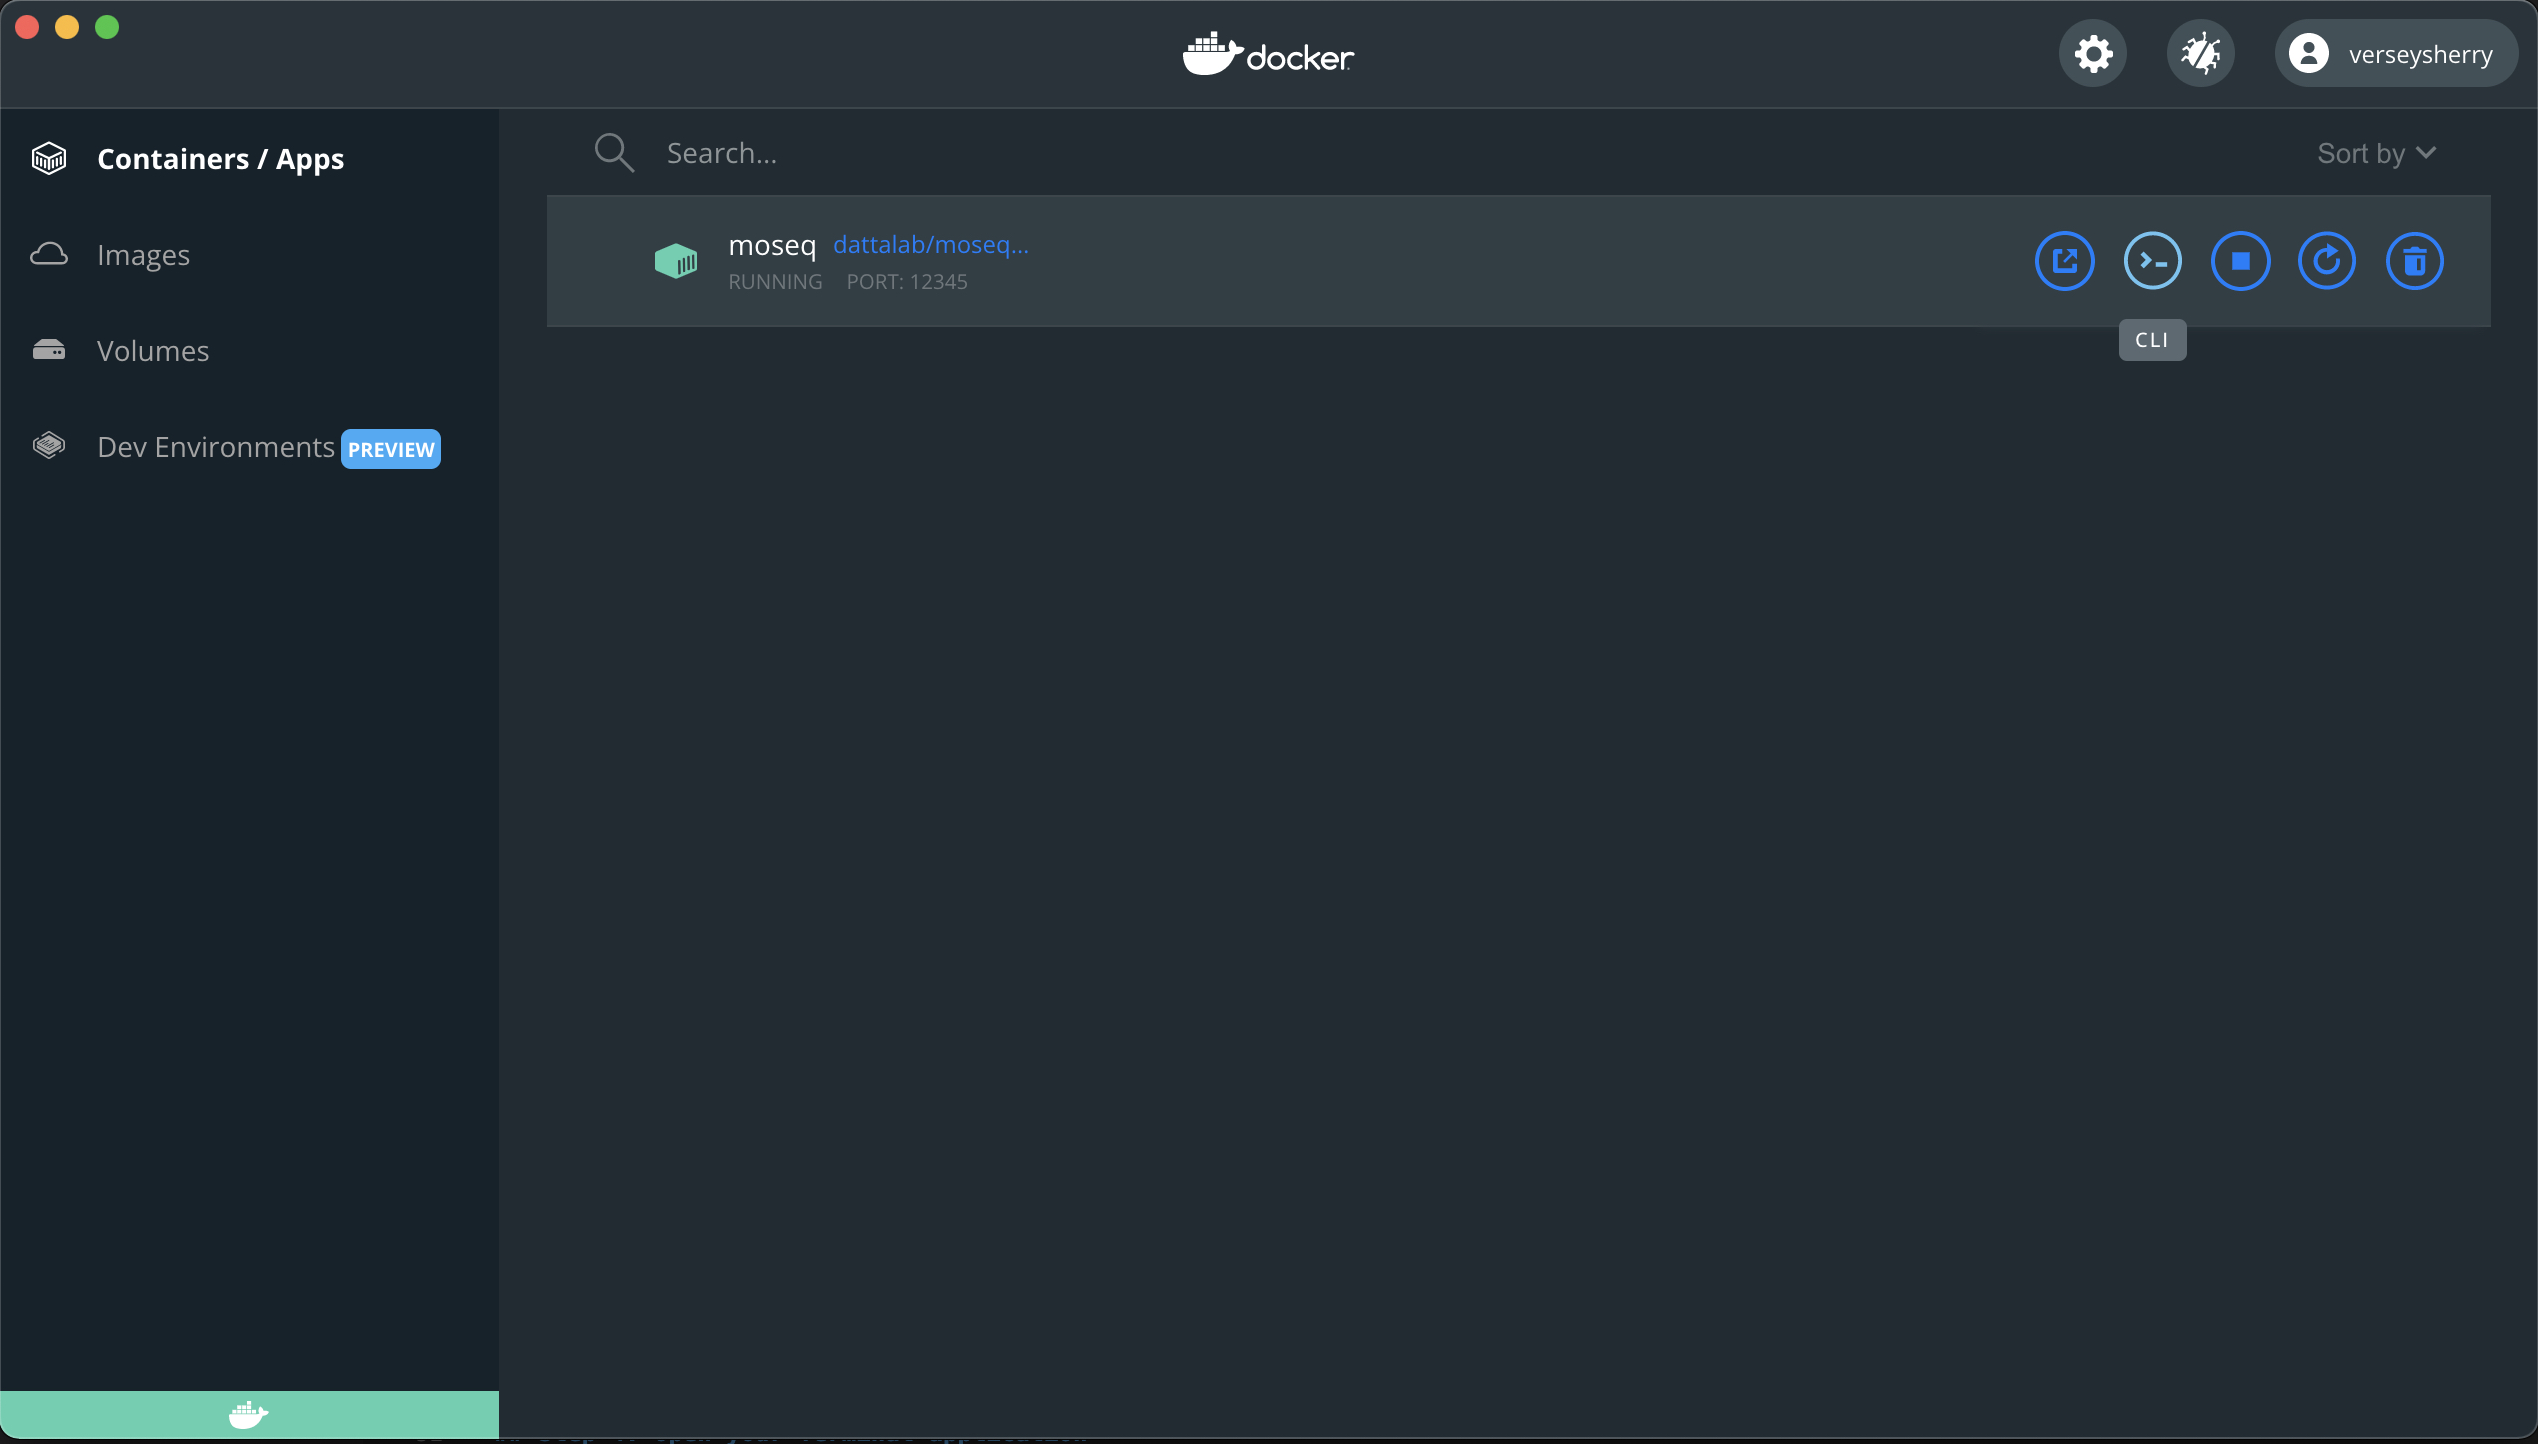 docker
verseysherry
Containers / Apps
Images
Volumes
Dev Environments PREVIEW
Search...
Sort by
moseq dattalab/moseq...
RUNNING PORT: 12345
CLI